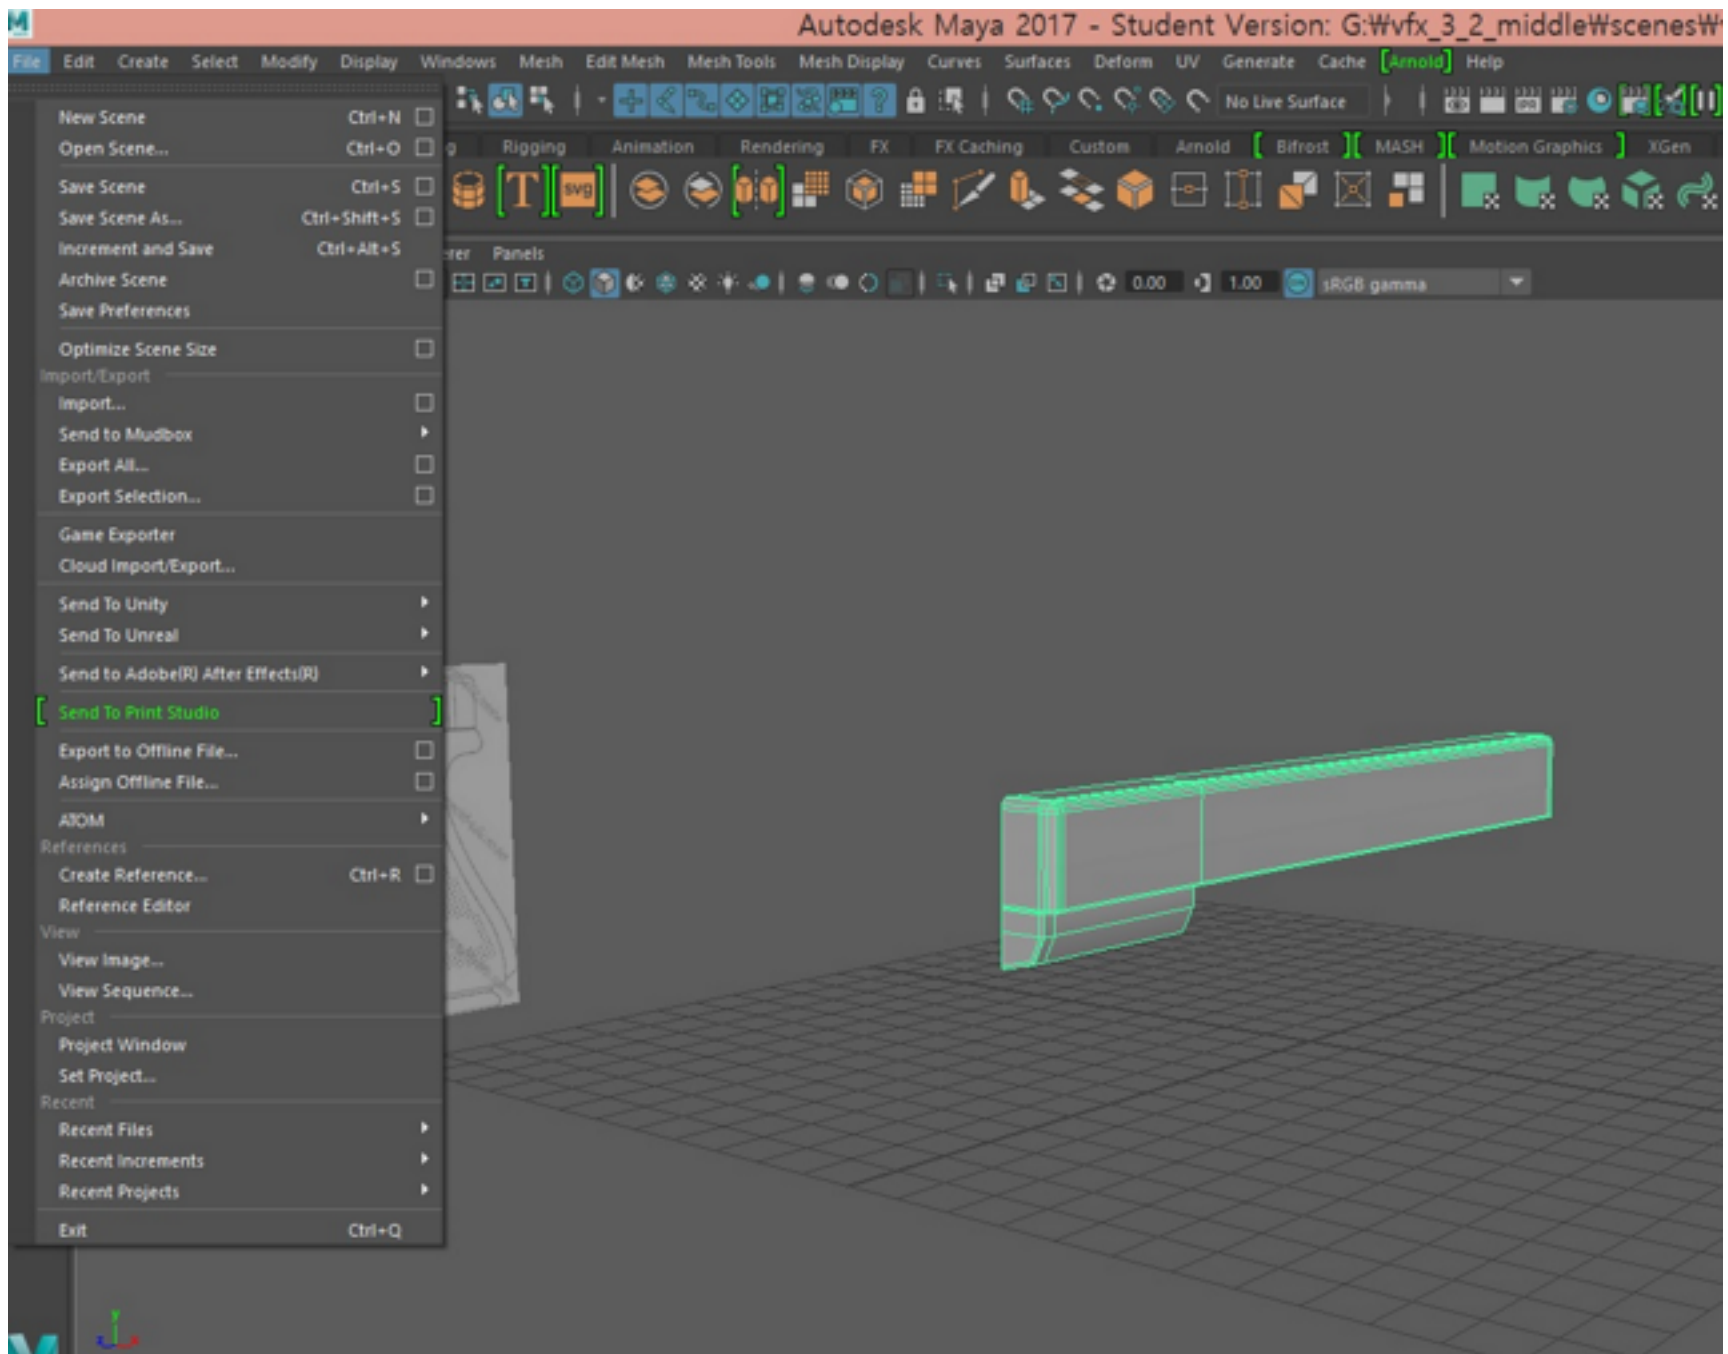 Autodesk Maya 2017 - Student Version: G:₩vfx_3_2_middle₩scenes₩
File Edit Create Select Modify Display Windows Mesh Edit Mesh Mesh Tools Mesh Display Curves Surfaces Deform UV Generate Cache [Arnold] Help
No Live Surface
Rigging Animation Rendering FX FX Caching Custom Arnold [ Bifrost ][ MASH ][ Motion Graphics ] XGen
T svg
Panels
0.00 1.00 sRGB gamma
New Scene Ctrl+N
Open Scene... Ctrl+O
Save Scene Ctrl+S
Save Scene As... Ctrl+Shift+S
Increment and Save Ctrl+Alt+S
Archive Scene
Save Preferences
Optimize Scene Size
Import/Export
Import...
Send to Mudbox
Export All...
Export Selection...
Game Exporter
Cloud Import/Export...
Send To Unity
Send To Unreal
Send to Adobe(R) After Effects(R)
[ Send To Print Studio ]
Export to Offline File...
Assign Offline File...
ATOM
References
Create Reference... Ctrl+R
Reference Editor
View
View Image...
View Sequence...
Project
Project Window
Set Project...
Recent
Recent Files
Recent Increments
Recent Projects
Exit Ctrl+Q
y